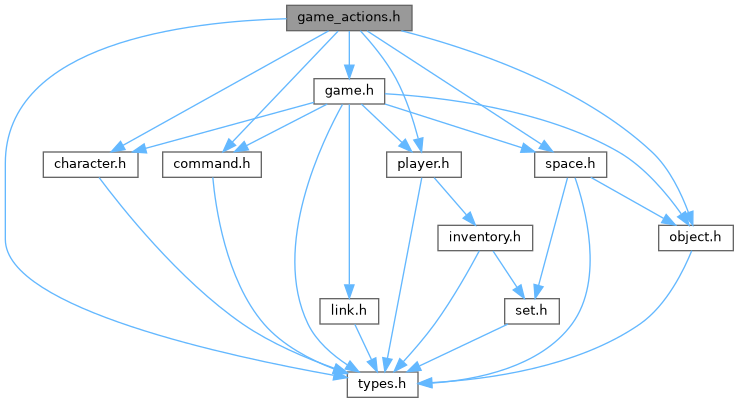 game_actions.h
game.h
character.h
command.h
player.h
space.h
inventory.h
object.h
link.h
set.h
types.h